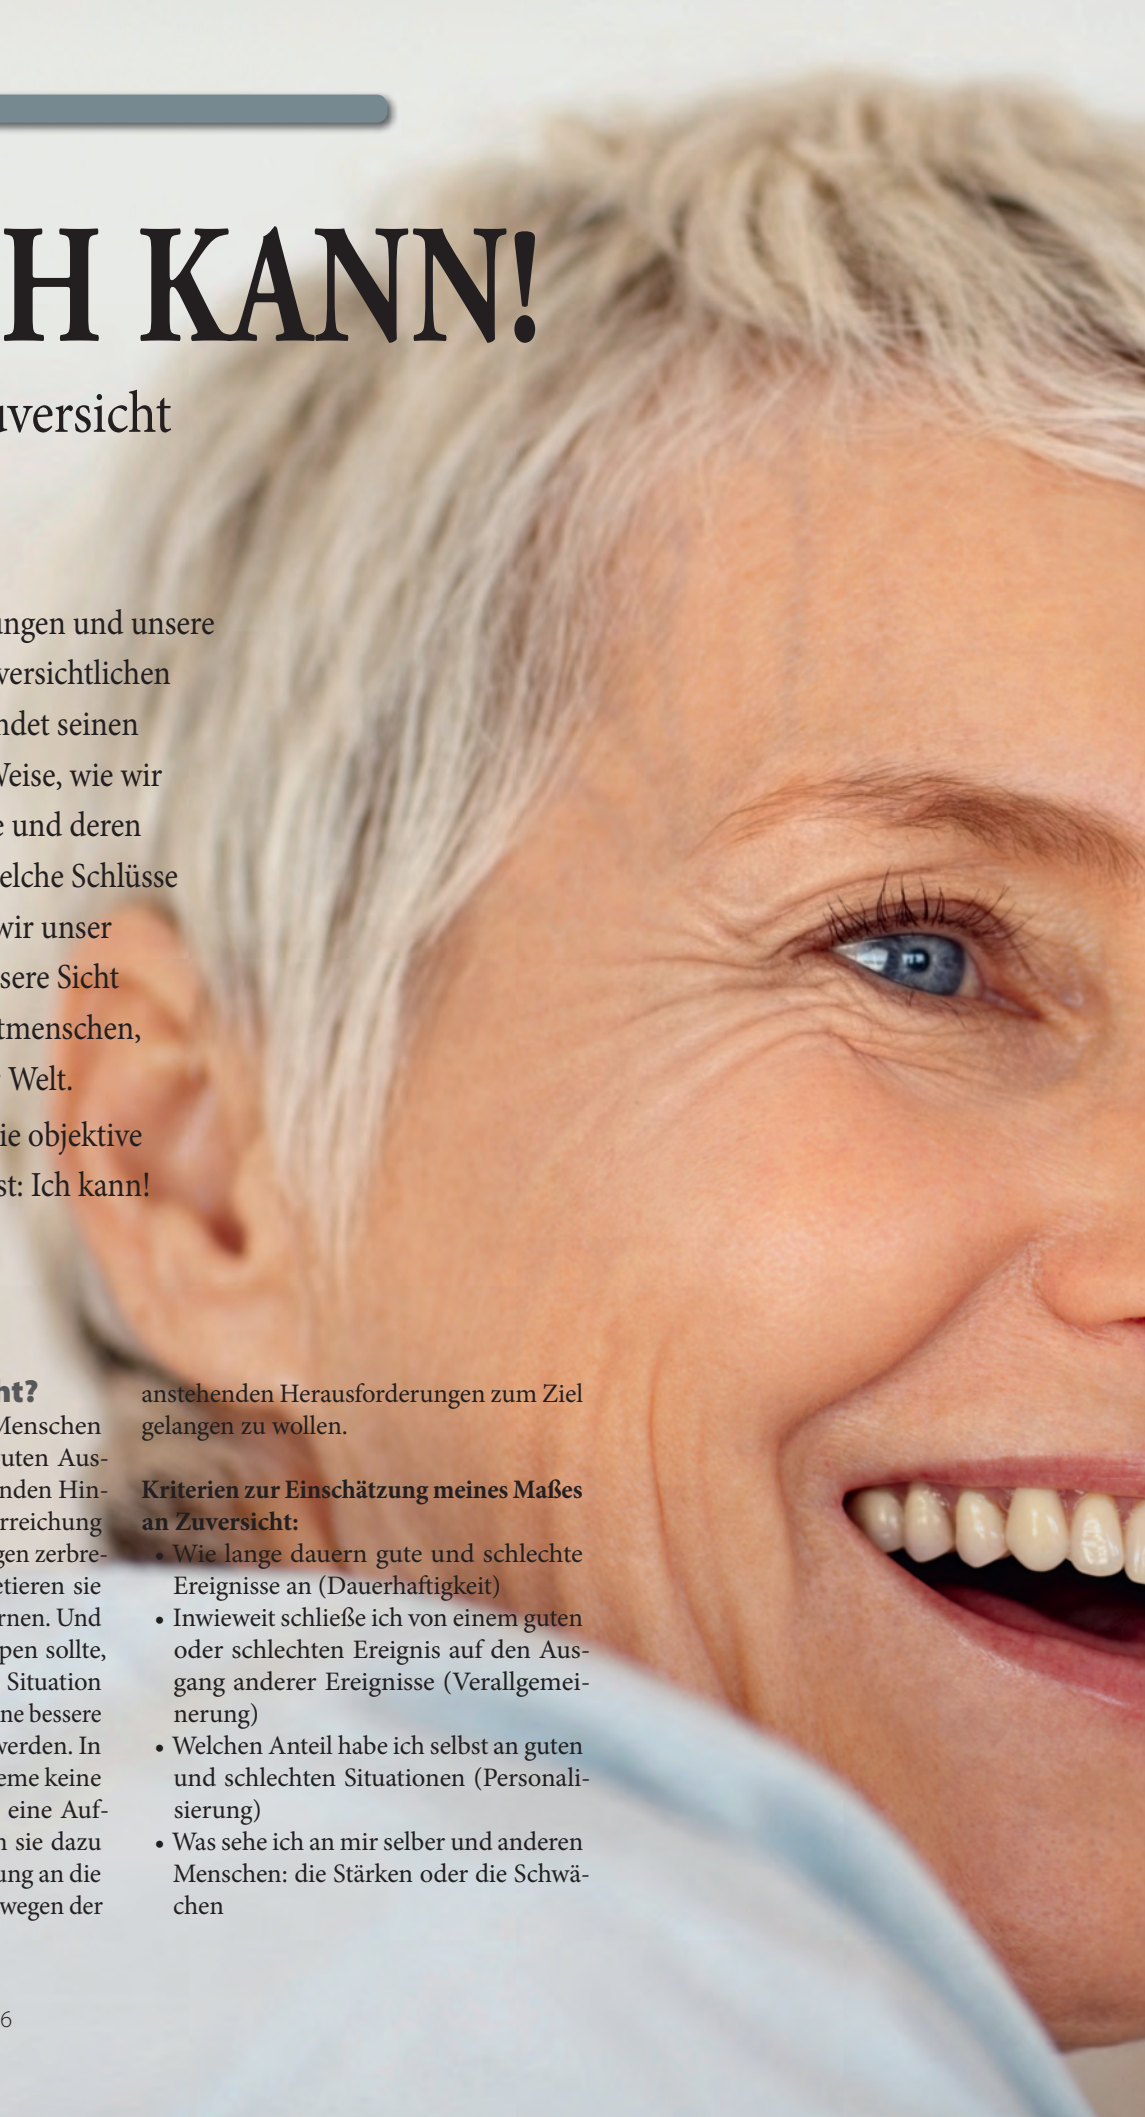 H KANN!
uversicht
ungen und unsere
versichtlichen
ndet seinen
Weise, wie wir
e und deren
elche Schlüsse
wir unser
sere Sicht
tmenschen,
Welt.
ie objektive
st: Ich kann!
ht?
Menschen
uten Aus-
nden Hin-
rreichung
gen zerbre-
etieren sie
rnen. Und
pen sollte,
Situation
ne bessere
werden. In
eme keine
eine Auf-
n sie dazu
ung an die
wegen der
anstehenden Herausforderungen zum Ziel
gelangen zu wollen.
Kriterien zur Einschätzung meines Maßes
an Zuversicht:
• Wie lange dauern gute und schlechte
Ereignisse an (Dauerhaftigkeit)
• Inwieweit schließe ich von einem guten
oder schlechten Ereignis auf den Aus-
gang anderer Ereignisse (Verallgemei-
nerung)
• Welchen Anteil habe ich selbst an guten
und schlechten Situationen (Personali-
sierung)
• Was sehe ich an mir selber und anderen
Menschen: die Stärken oder die Schwä-
chen
6